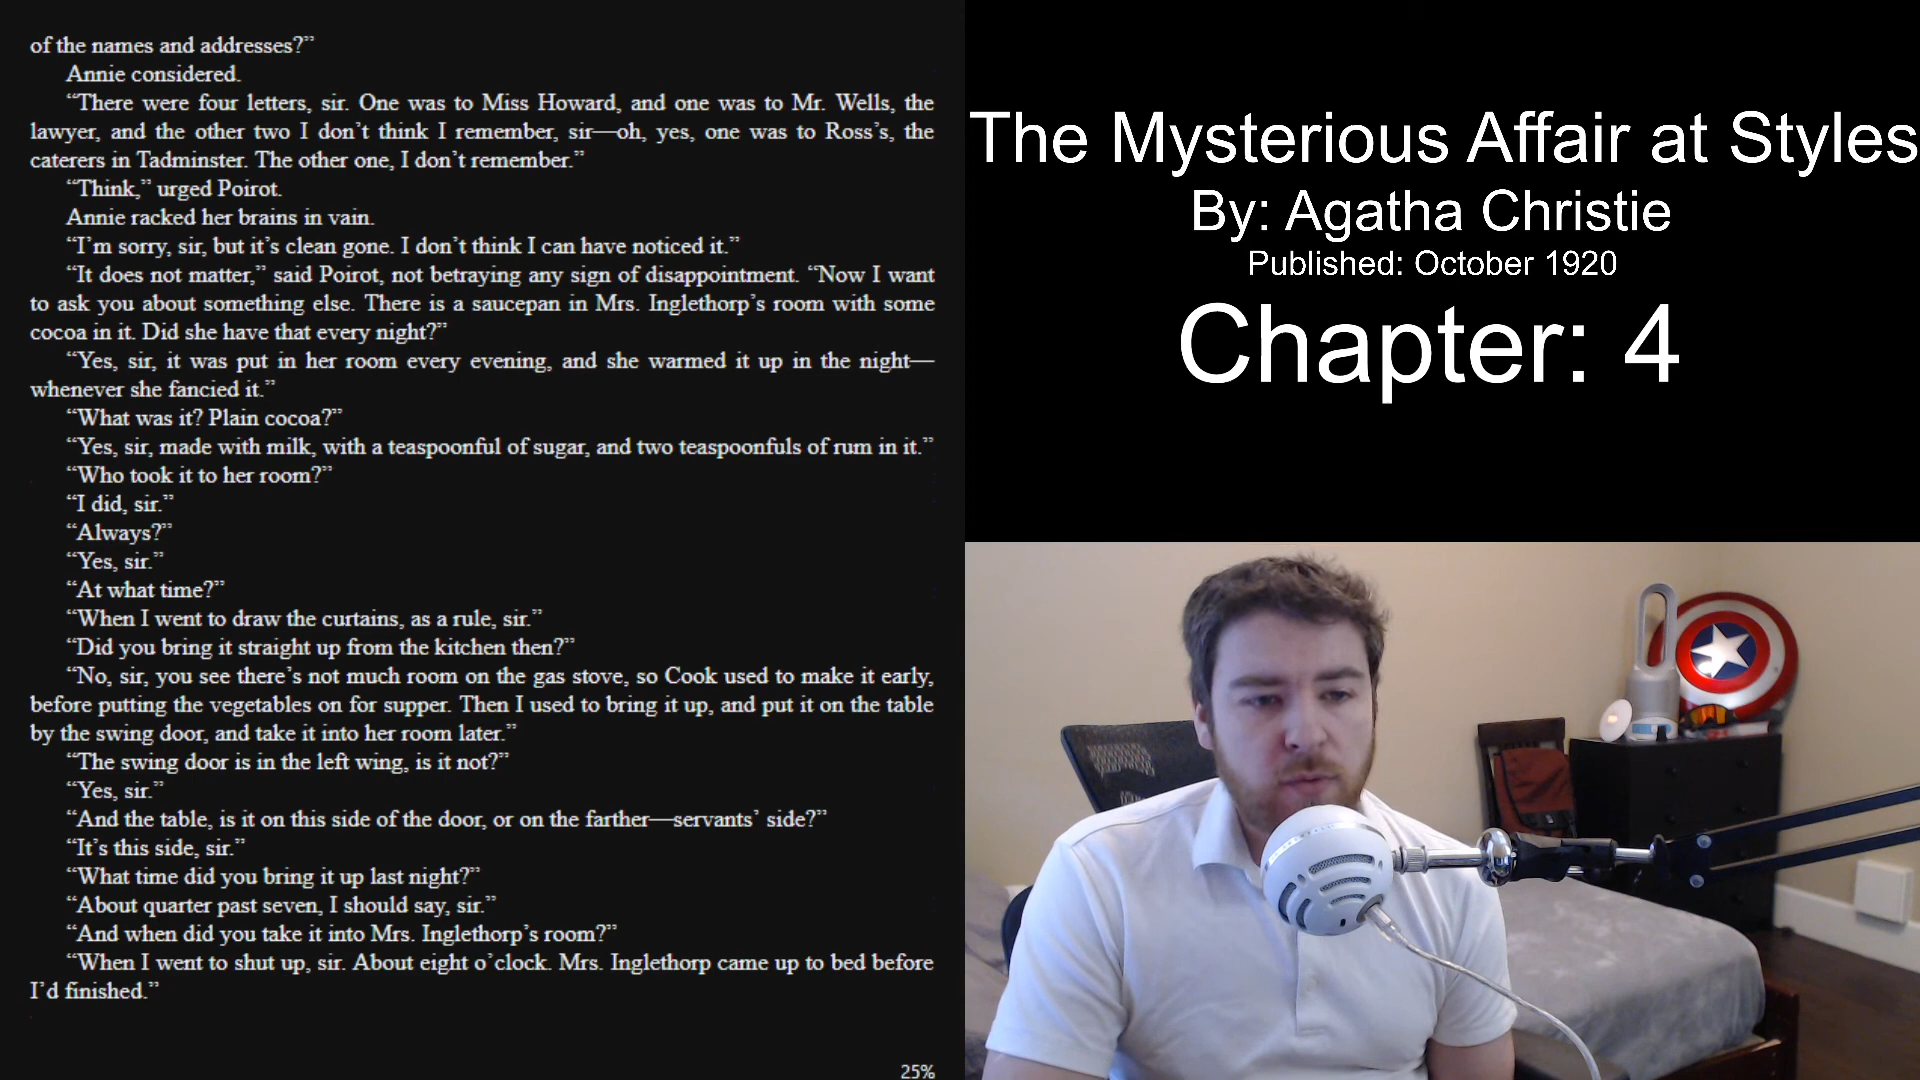 of the names and addresses?”
Annie considered.
“There were four letters, sir. One was to Miss Howard, and one was to Mr. Wells, the
lawyer, and the other two I don’t think I remember, sir—oh, yes, one was to Ross’s, the
caterers in Tadminster. The other one, I don’t remember.”
“Think,” urged Poirot.
Annie racked her brains in vain.
“I’m sorry, sir, but it’s clean gone. I don’t think I can have noticed it.”
“It does not matter,” said Poirot, not betraying any sign of disappointment. “Now I want
to ask you about something else. There is a saucepan in Mrs. Inglethorp’s room with some
cocoa in it. Did she have that every night?”
“Yes, sir, it was put in her room every evening, and she warmed it up in the night—
whenever she fancied it.”
“What was it? Plain cocoa?”
“Yes, sir, made with milk, with a teaspoonful of sugar, and two teaspoonfuls of rum in it.”
“Who took it to her room?”
“I did, sir.”
“Always?”
“Yes, sir.”
“At what time?”
“When I went to draw the curtains, as a rule, sir.”
“Did you bring it straight up from the kitchen then?”
“No, sir, you see there’s not much room on the gas stove, so Cook used to make it early,
before putting the vegetables on for supper. Then I used to bring it up, and put it on the table
by the swing door, and take it into her room later.”
“The swing door is in the left wing, is it not?”
“Yes, sir.”
“And the table, is it on this side of the door, or on the farther—servants’ side?”
“It’s this side, sir.”
“What time did you bring it up last night?”
“About quarter past seven, I should say, sir.”
“And when did you take it into Mrs. Inglethorp’s room?”
“When I went to shut up, sir. About eight o’clock. Mrs. Inglethorp came up to bed before
I’d finished.”
25%
The Mysterious Affair at Styles
By: Agatha Christie
Published: October 1920
Chapter: 4